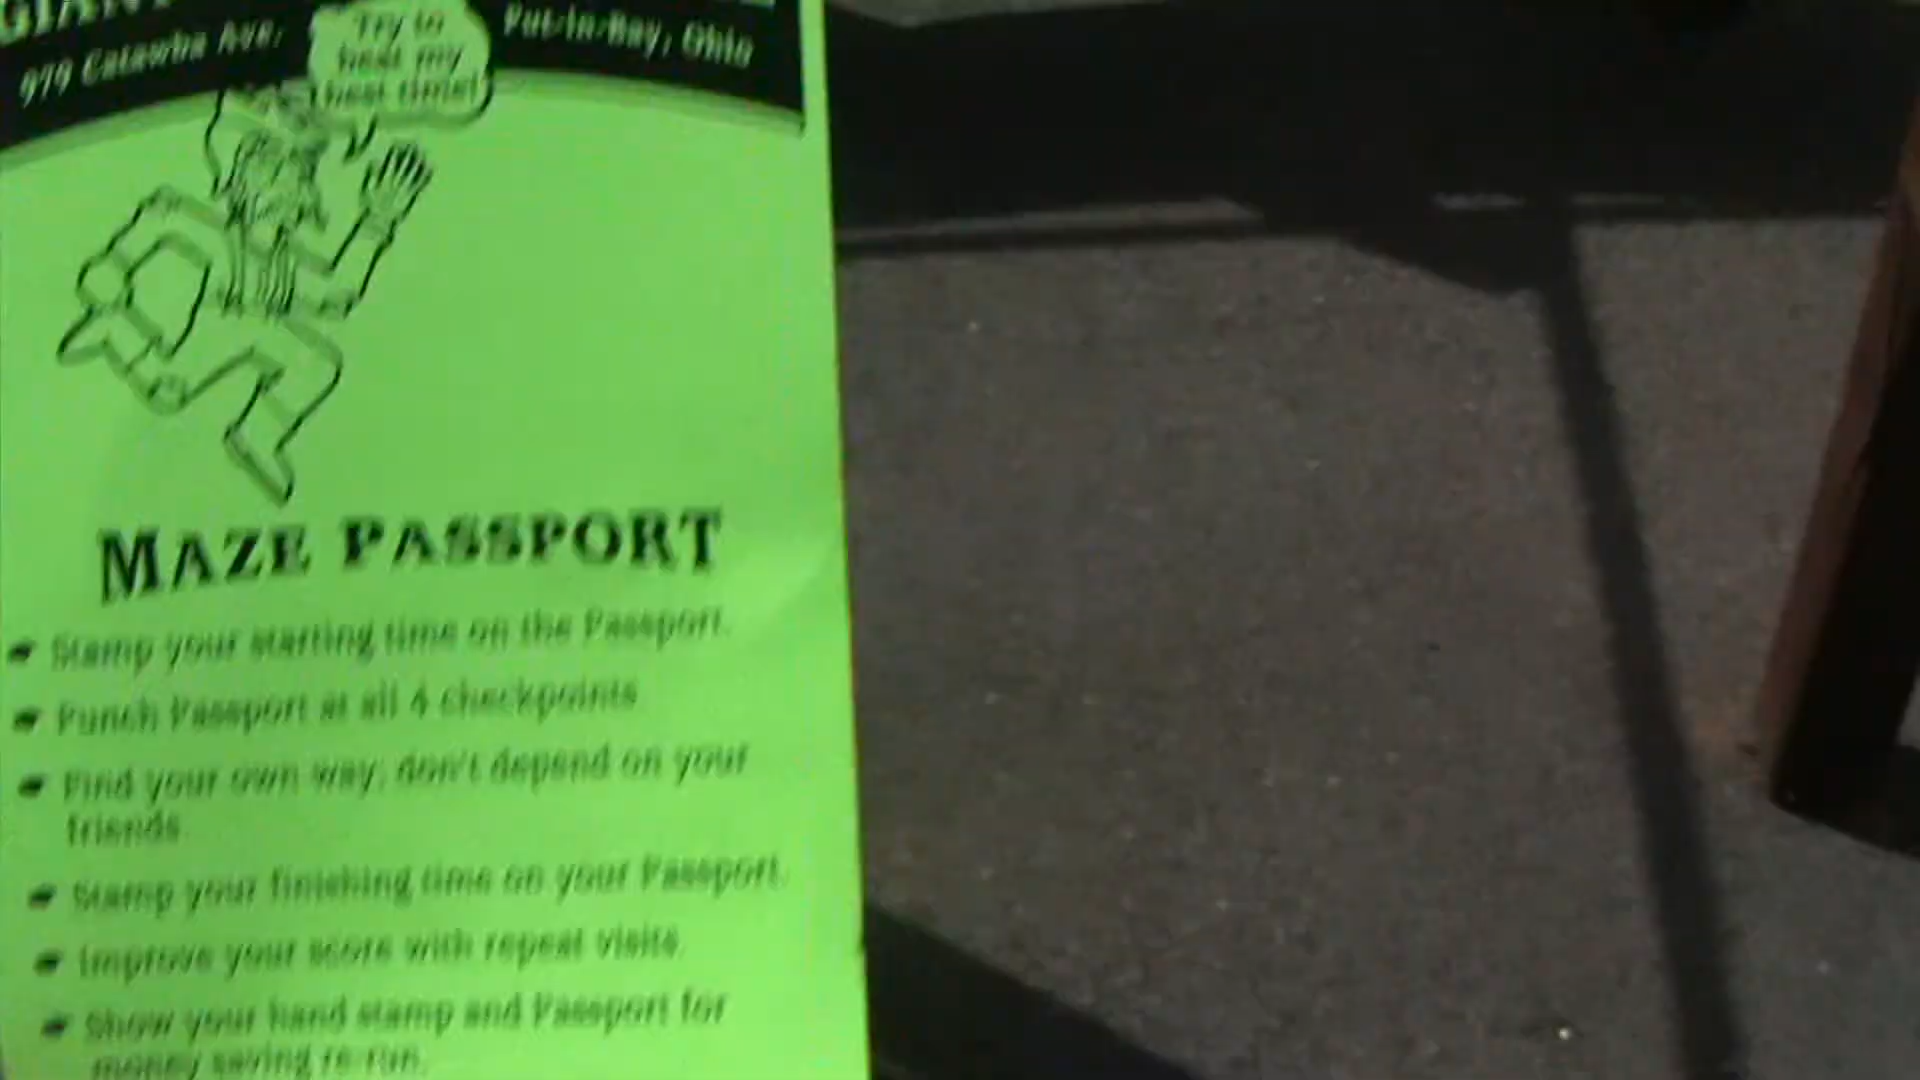 GIANT
979 Catawba Ave.
Put-in-Bay, Ohio
Try to
beat my
best time!
MAZE PASSPORT
Stamp your starting time on the Passport.
Punch Passport at all 4 checkpoints
Find your own way; don't depend on your
friends
Stamp your finishing time on your Passport.
Improve your score with repeat visits.
Show your hand stamp and Passport for
money saving re-run.